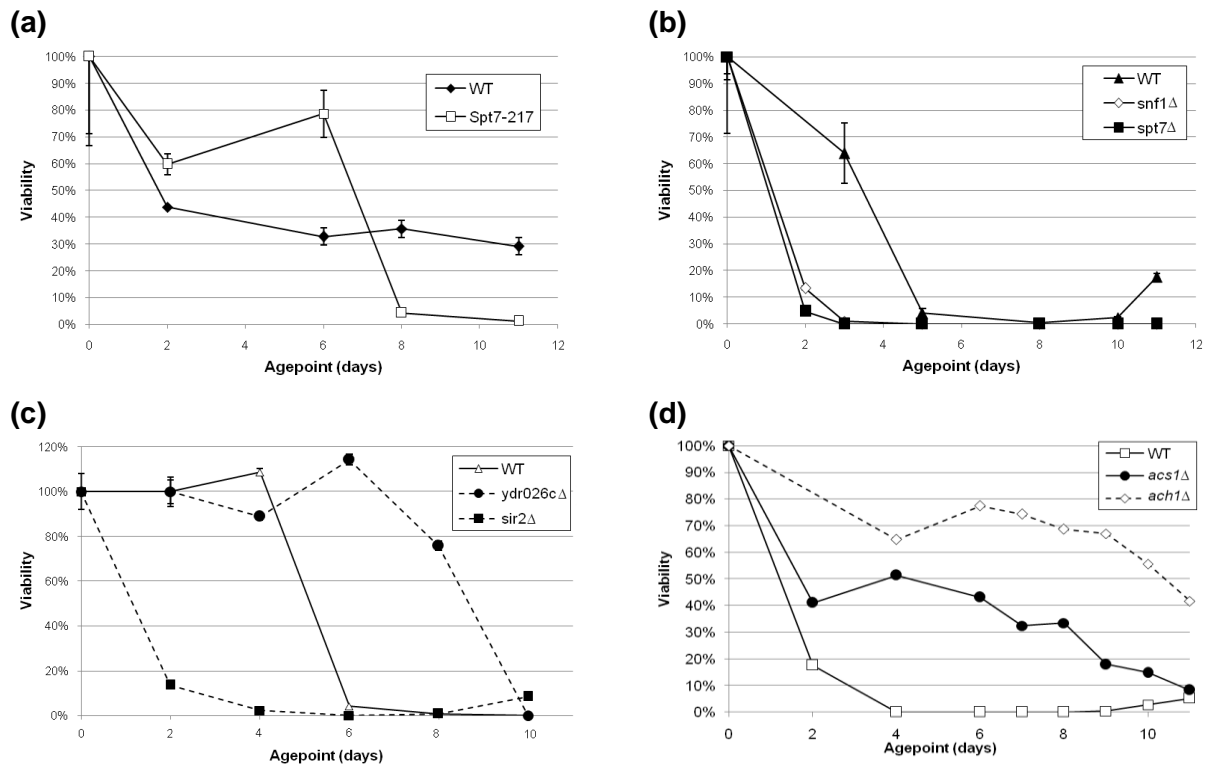 (a)
100%
90%
80%
70%
60%
50%
40%
30%
20%
10%
0%
Viability
WT
Spt7-217
0 2 4 6 8 10 12
Agepoint (days)
(b)
100%
90%
80%
70%
60%
50%
40%
30%
20%
10%
0%
Viability
WT
snf1Δ
spt7Δ
0 2 4 6 8 10 12
Agepoint (days)
(c)
120%
100%
80%
60%
40%
20%
0%
Viability
WT
ydr026cΔ
sir2Δ
0 2 4 6 8 10
Agepoint (days)
(d)
100%
90%
80%
70%
60%
50%
40%
30%
20%
10%
0%
Viability
WT
acs1Δ
ach1Δ
0 2 4 6 8 10
Agepoint (days)